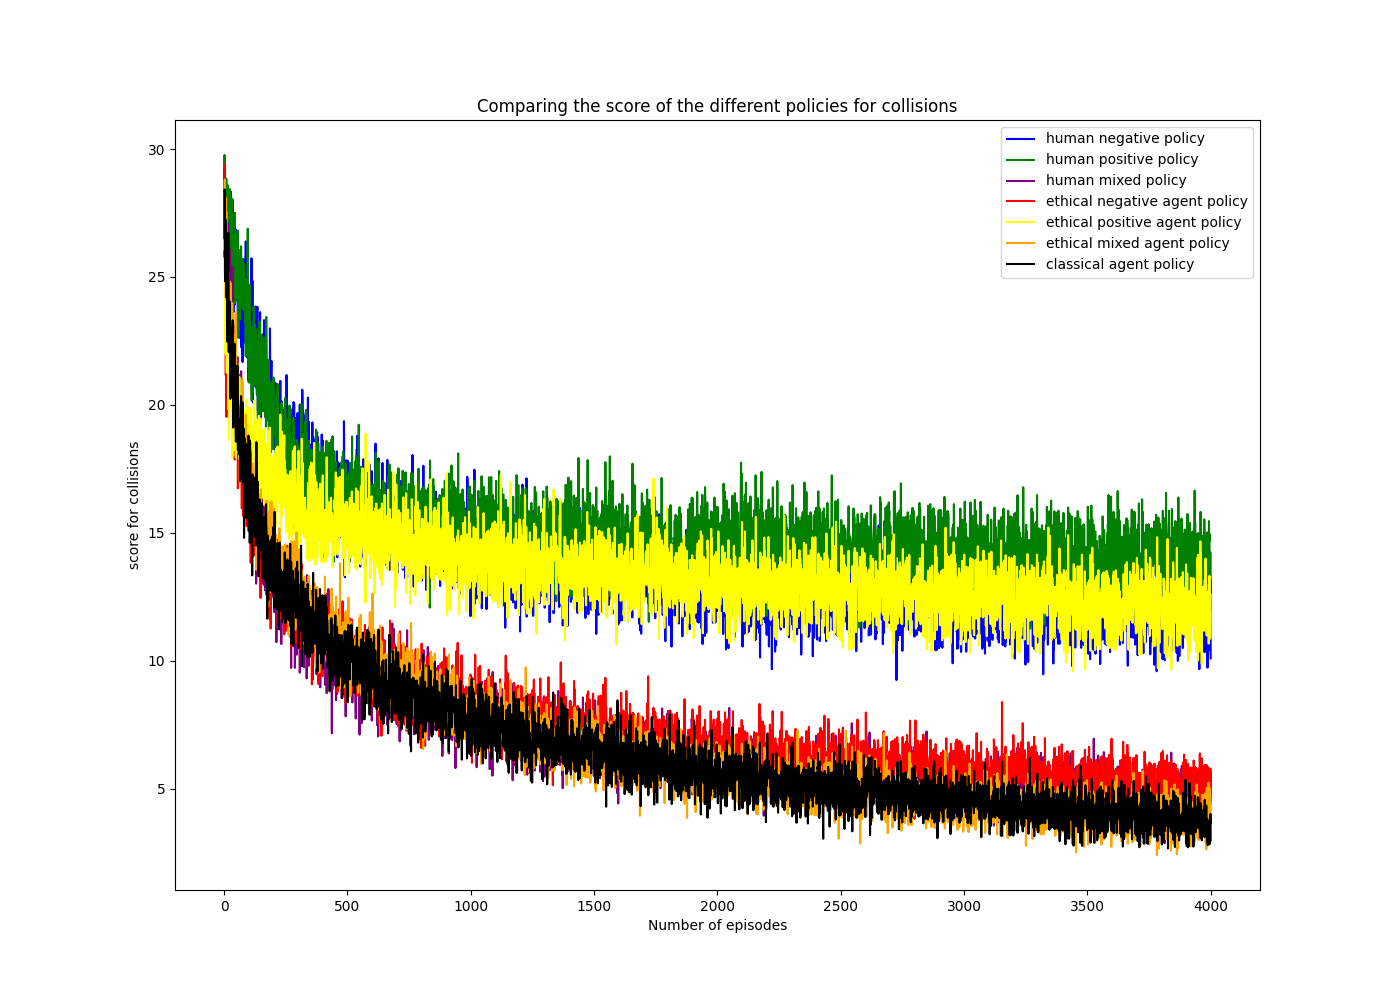 Comparing the score of the different policies for collisions
human negative policy
human positive policy
human mixed policy
ethical negative agent policy
ethical positive agent policy
ethical mixed agent policy
classical agent policy
score for collisions
30
25
20
15
10
5
0
500
1000
1500
2000
2500
3000
3500
4000
Number of episodes